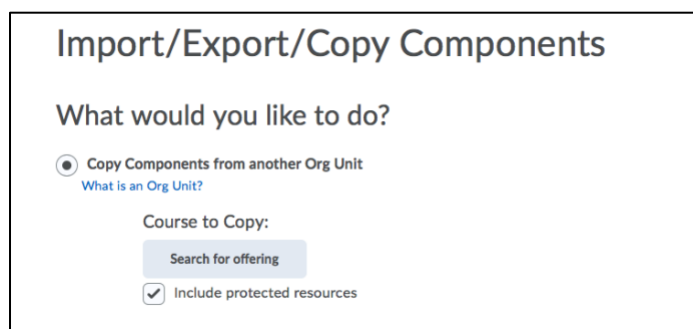 Import/Export/Copy Components
What would you like to do?
Copy Components from another Org Unit
What is an Org Unit?
Course to Copy:
Search for offering
Include protected resources